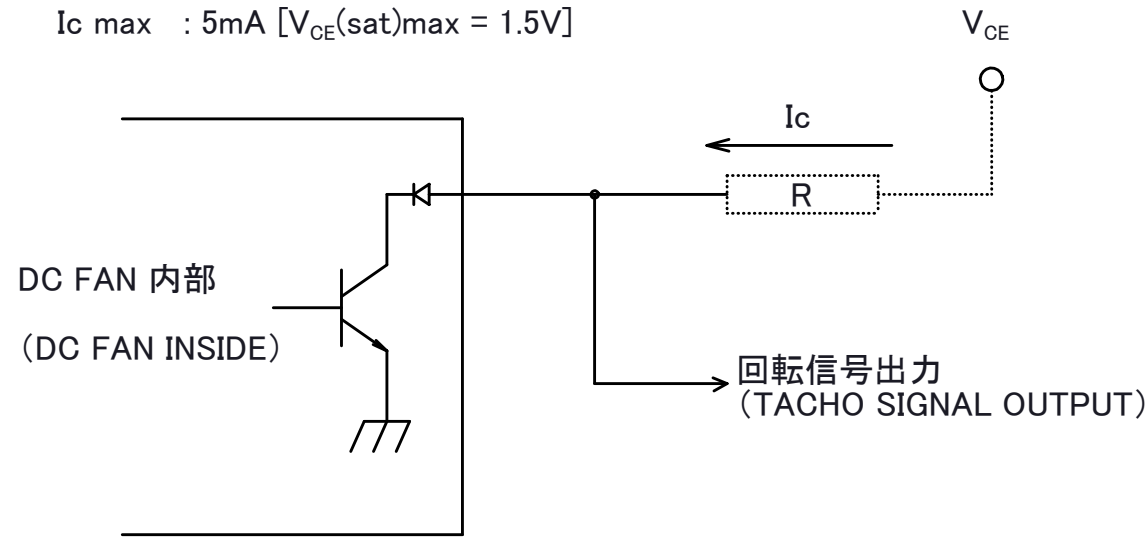 Ic max : 5mA [VCE(sat)max = 1.5V]
VCE
Ic
R
DC FAN 内部
（DC FAN INSIDE）
回転信号出力
（TACHO SIGNAL OUTPUT）